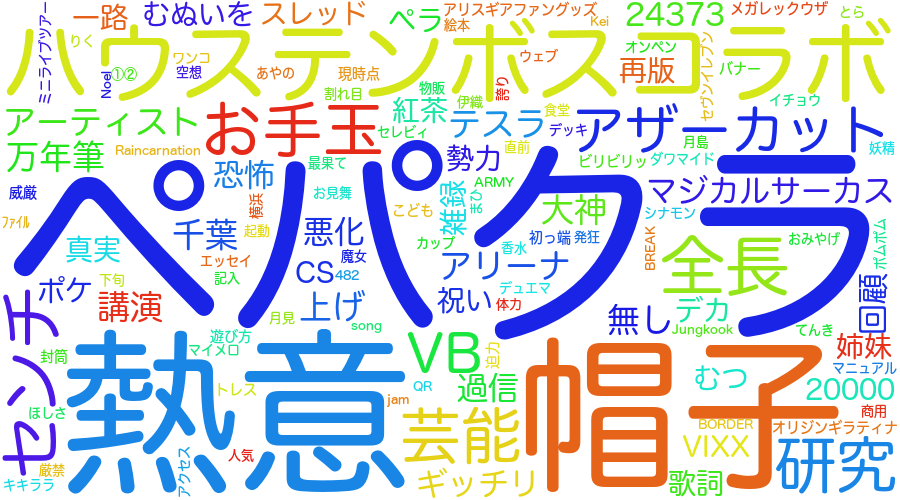 一路
むぬいを
スレッド
ペラ
アリスギアファングッズ
絵本
Kei
24373
メガレックウザ
とら
ミニライブツアー
りく
ハウステンボスコラボ
Noel
①②
ワンコ
空想
あやの
現時点
ウェブ
オンペン
再版
バナー
セヴンイレブン
割れ目
物販
誇り
アーティスト
お手玉
紅茶
伊織
食堂
セレビィ
テスラ
デッキ
アザーカット
イチョウ
月島
妖精
万年筆
Raincarnation
恐怖
最果て
勢力
直前
ビリビリッ
ダワマイド
威厳
ペパクラ
お見舞
横浜
ARMY
雑録
まひ
マジカルサーカス
ファイル
千葉
起動
こども
大神
シナモン
真実
悪化
カップ
初っ端
発狂
香水
BREAK
全長
おみやげ
ポムポム
エッセイ
魔女
記入
CS
482
アリーナ
デュエマ
下旬
ポケ
講演
上げ
祝い
体力
無し
デカ
回顧
月見
song
Jungkook
てんき
センチ
封筒
遊び方
マイメロ
VB
迫力
姉妹
熱意
帽子
マニュアル
トレス
QR
過信
むつ
20000
jam
ほしさ
芸能
BORDER
商用
オリジンギラティナ
人気
VIXX
研究
厳禁
キキララ
アクセス
ギッチリ
歌詞